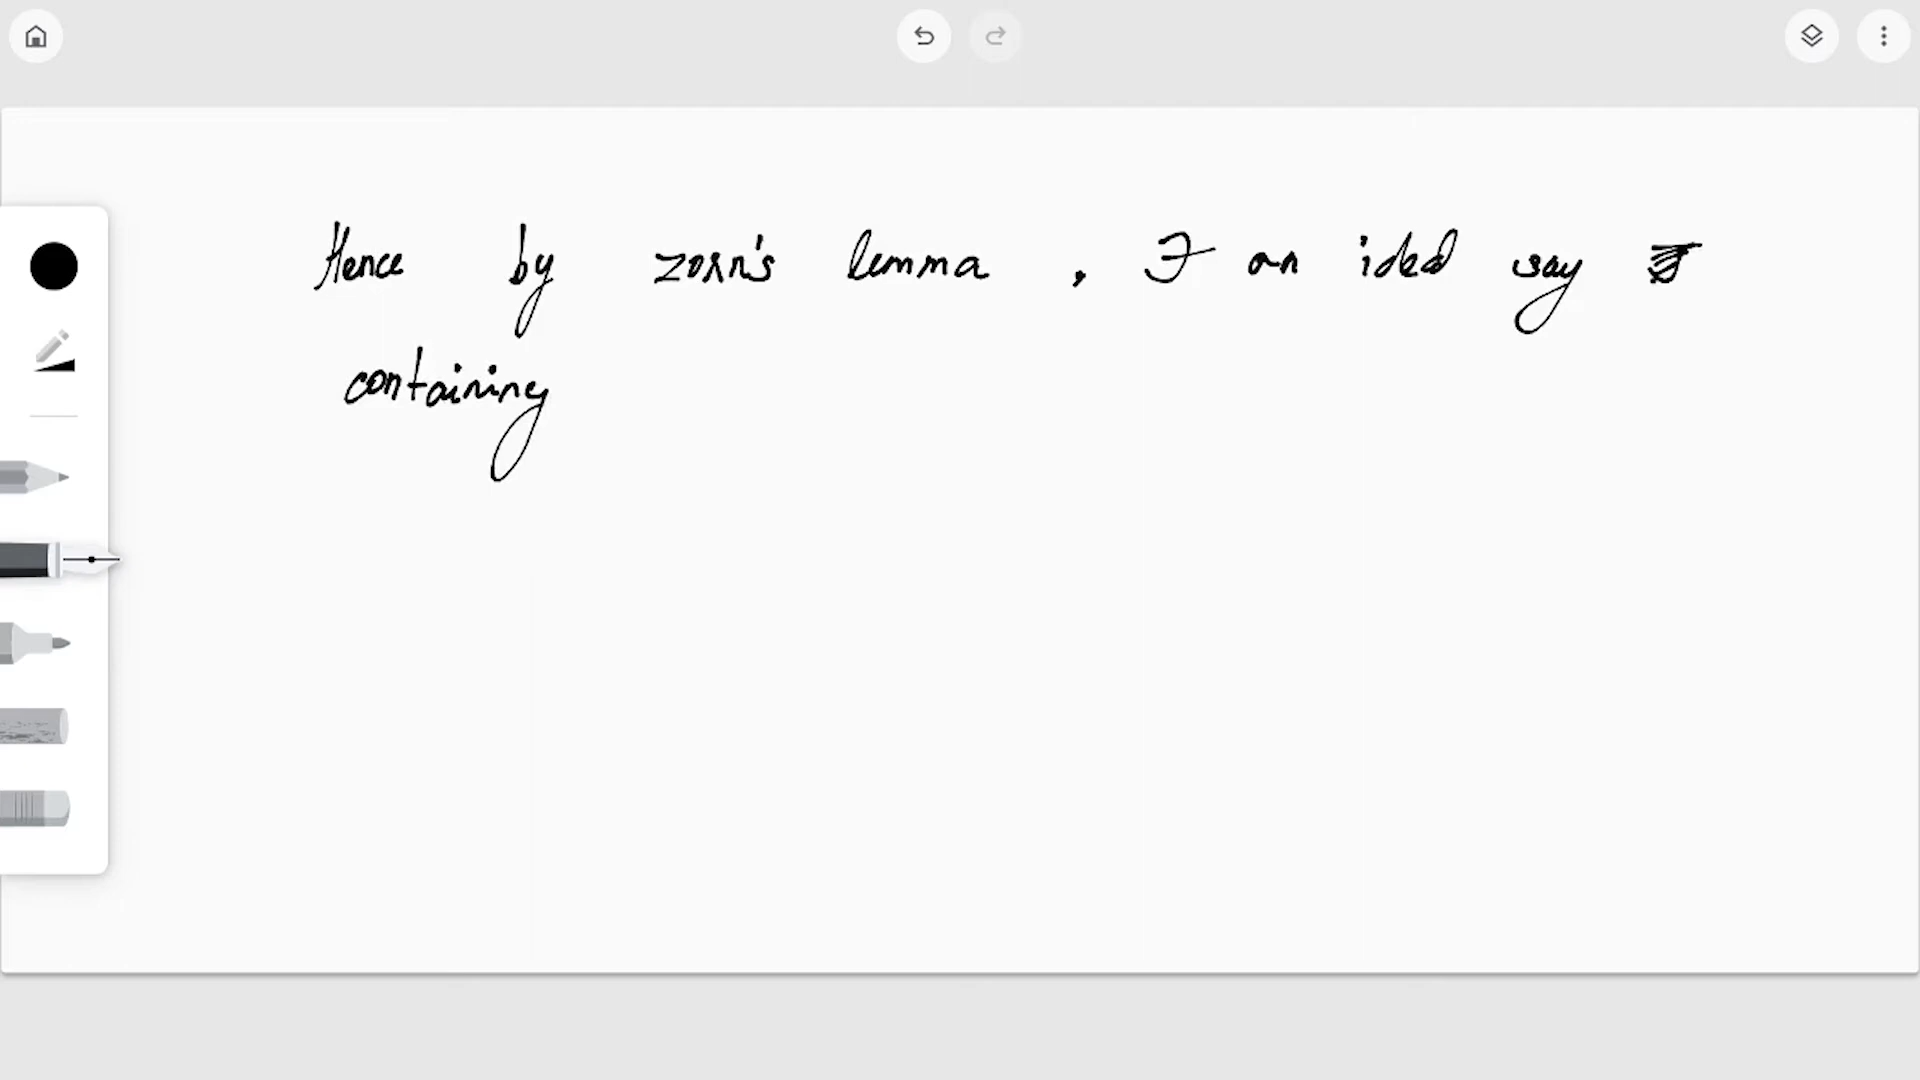 Hence by zorn's lemma , ∃ an ideal say
containing